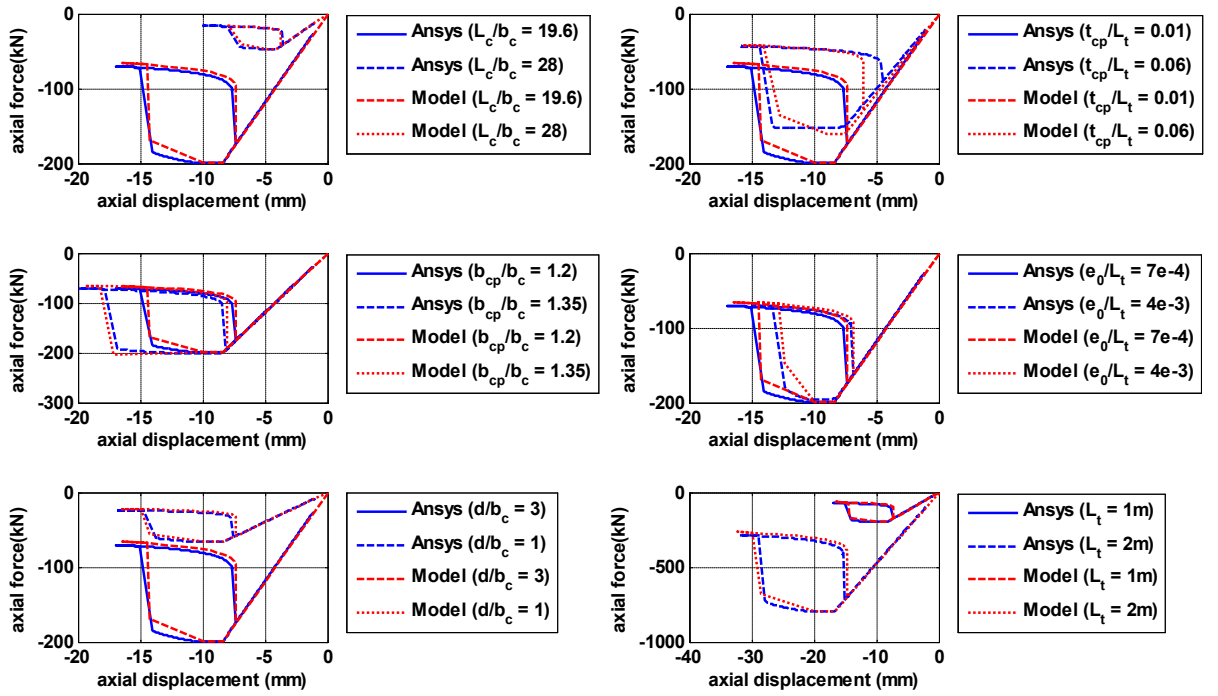 0
-100
-200
axial force(kN)
-20 -15 -10 -5 0
axial displacement (mm)
Ansys (L_c/b_c = 19.6)
Ansys (L_c/b_c = 28)
Model (L_c/b_c = 19.6)
Model (L_c/b_c = 28)
0
-100
-200
axial force(kN)
-20 -15 -10 -5 0
axial displacement (mm)
Ansys (t_cp/L_t = 0.01)
Ansys (t_cp/L_t = 0.06)
Model (t_cp/L_t = 0.01)
Model (t_cp/L_t = 0.06)
0
-100
-200
-300
axial force(kN)
-20 -15 -10 -5 0
axial displacement (mm)
Ansys (b_cp/b_c = 1.2)
Ansys (b_cp/b_c = 1.35)
Model (b_cp/b_c = 1.2)
Model (b_cp/b_c = 1.35)
0
-100
-200
axial force(kN)
-20 -15 -10 -5 0
axial displacement (mm)
Ansys (e_0/L_t = 7e-4)
Ansys (e_0/L_t = 4e-3)
Model (e_0/L_t = 7e-4)
Model (e_0/L_t = 4e-3)
0
-50
-100
-150
-200
axial force(kN)
-20 -15 -10 -5 0
axial displacement (mm)
Ansys (d/b_c = 3)
Ansys (d/b_c = 1)
Model (d/b_c = 3)
Model (d/b_c = 1)
0
-500
-1000
axial force(kN)
-40 -30 -20 -10 0
axial displacement (mm)
Ansys (L_t = 1m)
Ansys (L_t = 2m)
Model (L_t = 1m)
Model (L_t = 2m)